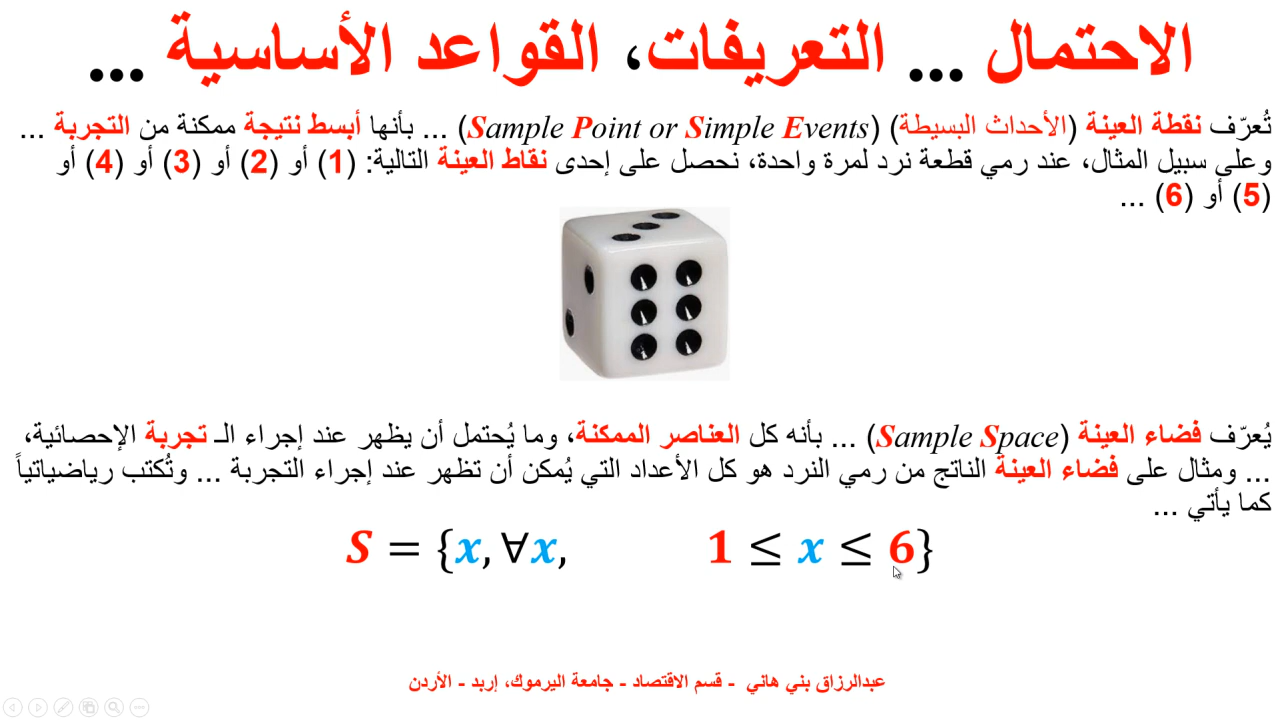 الاحتمال ... التعريفات، القواعد الأساسية ...
تُعرّف نقطة العينة (الأحداث البسيطة) (Sample Point or Simple Events) ... بأنها أبسط نتيجة ممكنة من التجربة ...
وعلى سبيل المثال، عند رمي قطعة نرد لمرة واحدة، نحصل على إحدى نقاط العينة التالية: (1) أو (2) أو (3) أو (4) أو
(5) أو (6) ...
يُعرّف فضاء العينة (Sample Space) ... بأنه كل العناصر الممكنة، وما يُحتمل أن يظهر عند إجراء الـ تجربة الإحصائية،
... ومثال على فضاء العينة الناتج من رمي النرد هو كل الأعداد التي يُمكن أن تظهر عند إجراء التجربة ... وتُكتب رياضياتياً
كما يأتي ...
S = {x, ∀x, 1 ≤ x ≤ 6}
عبدالرزاق بني هاني - قسم الاقتصاد - جامعة اليرموك، إربد - الأردن